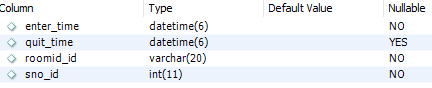 Column Type Default Value Nullable
enter_time datetime(6) NO
quit_time datetime(6) YES
roomid_id varchar(20) NO
sno_id int(11) NO